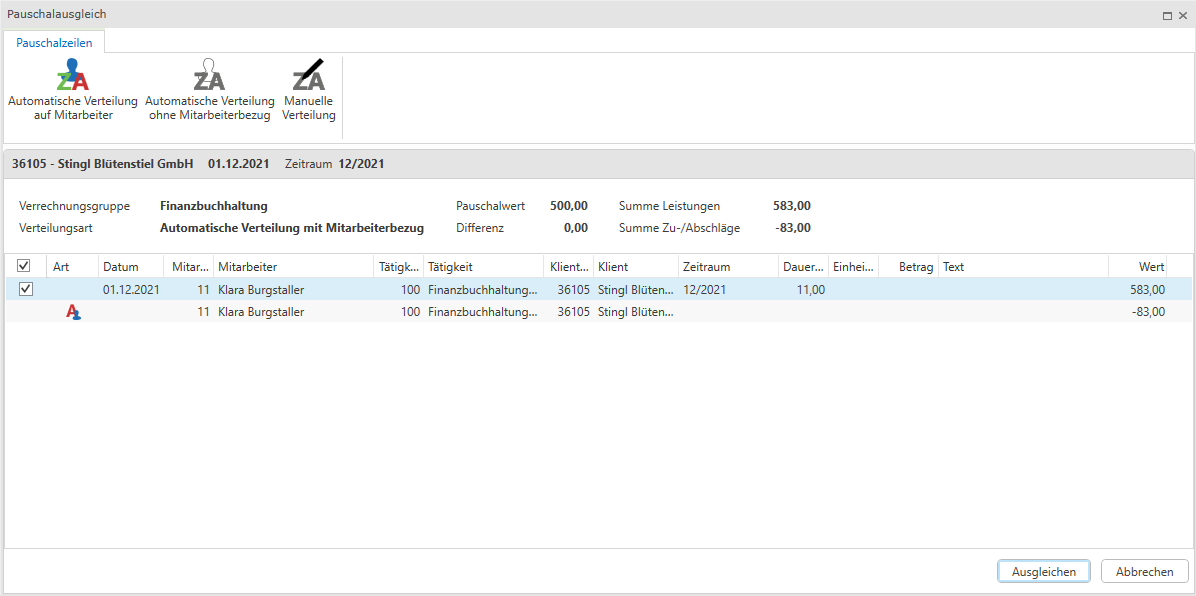 Pauschalausgleich
Pauschalzeilen
ZA ZA ZA
Automatische Verteilung Automatische Verteilung Manuelle
auf Mitarbeiter ohne Mitarbeiterbezug Verteilung
36105 - Stingl Blütenstiel GmbH 01.12.2021 Zeitraum 12/2021
Verrechnungsgruppe Finanzbuchhaltung Pauschalwert 500,00 Summe Leistungen 583,00
Verteilungsart Automatische Verteilung mit Mitarbeiterbezug Differenz 0,00 Summe Zu-/Abschläge -83,00
Art Datum Mitar... Mitarbeiter Tätigk... Tätigkeit Klient... Klient Zeitraum Dauer... Einhei... Betrag Text Wert
01.12.2021 11 Klara Burgstaller 100 Finanzbuchhaltung... 36105 Stingl Blüten... 12/2021 11,00 583,00
A 11 Klara Burgstaller 100 Finanzbuchhaltung... 36105 Stingl Blüten... -83,00
Ausgleichen Abbrechen